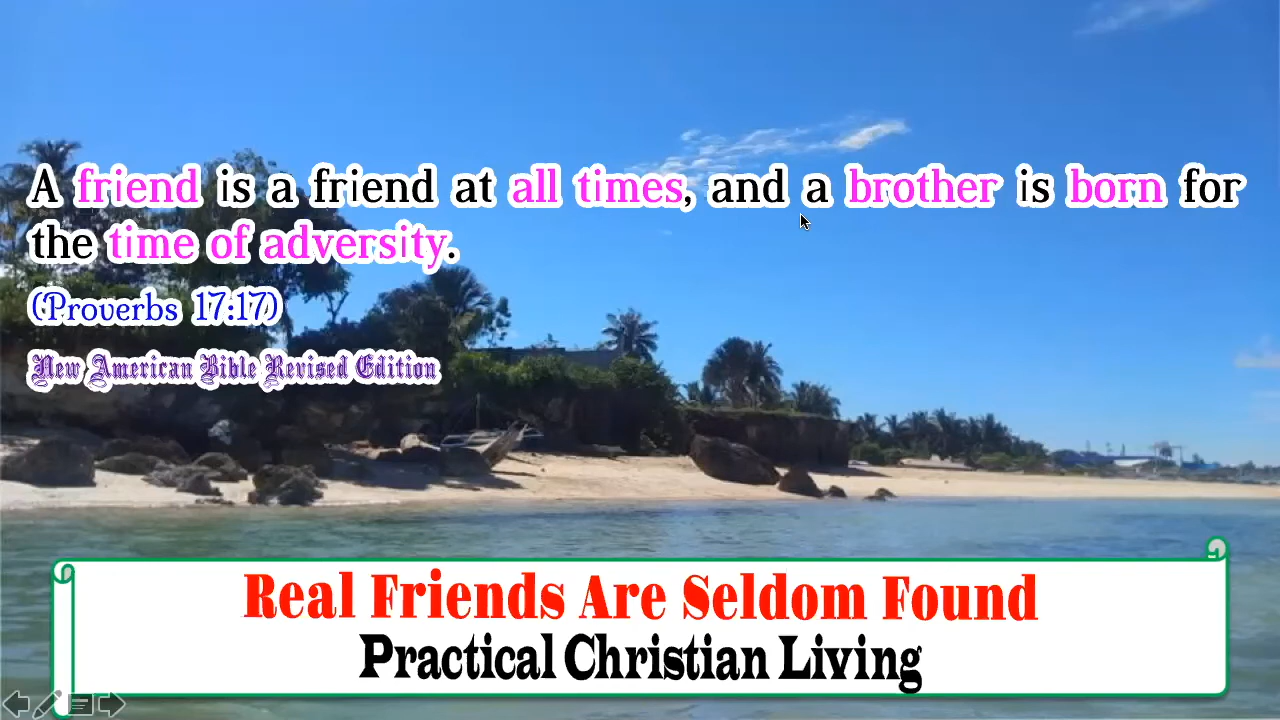 A friend is a friend at all times, and a brother is born for
the time of adversity.
(Proverbs 17:17)
New American Bible Revised Edition
Real Friends Are Seldom Found
Practical Christian Living